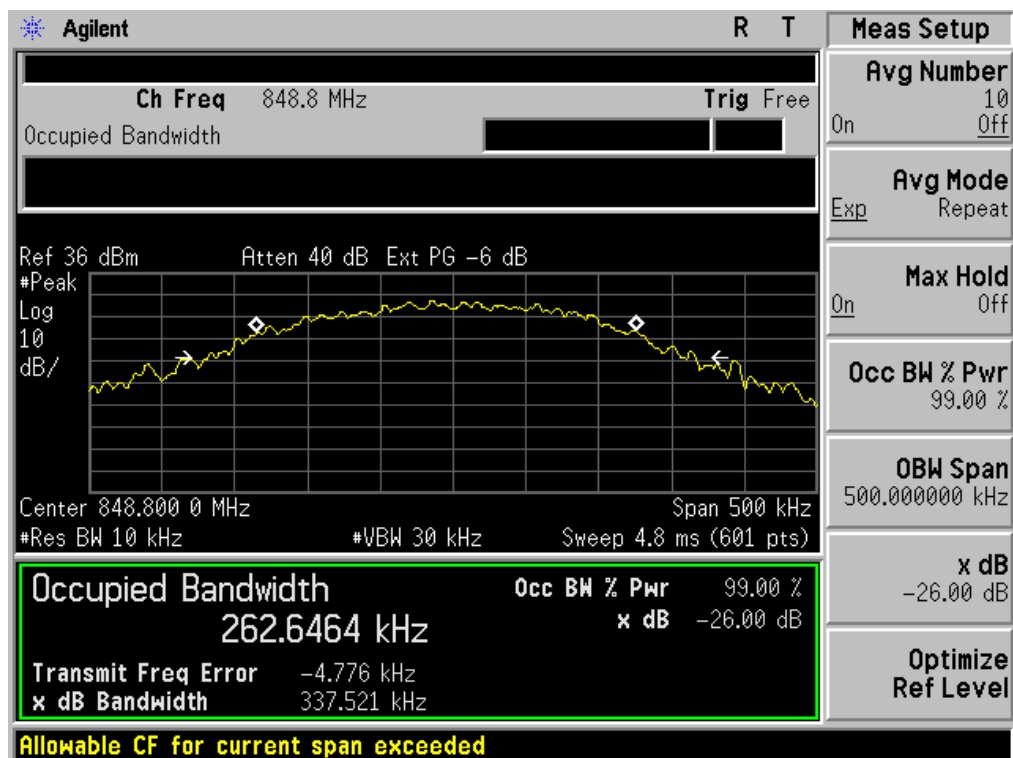 Agilent R T
Ch Freq 848.8 MHz Trig Free
Occupied Bandwidth
Ref 36 dBm Atten 40 dB Ext PG −6 dB
#Peak
Log
10
dB/
Center 848.800 0 MHz Span 500 kHz
#Res BW 10 kHz #VBW 30 kHz Sweep 4.8 ms (601 pts)
Occupied Bandwidth Occ BW % Pwr 99.00 %
262.6464 kHz x dB −26.00 dB
Transmit Freq Error −4.776 kHz
x dB Bandwidth 337.521 kHz
Allowable CF for current span exceeded
Meas Setup
Avg Number
10
On Off
Avg Mode
Exp Repeat
Max Hold
On Off
Occ BW % Pwr
99.00 %
OBW Span
500.000000 kHz
x dB
−26.00 dB
Optimize
Ref Level